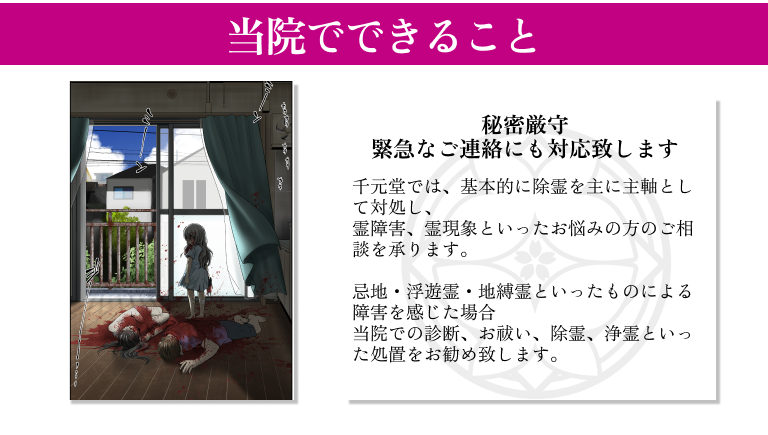 当院でできること
秘密厳守
緊急なご連絡にも対応致します
千元堂では、基本的に除霊を主に主軸とし
て対処し、
霊障害、霊現象といったお悩みの方のご相
談を承ります。
忌地・浮遊霊・地縛霊といったものによる
障害を感じた場合
当院での診断、お祓い、除霊、浄霊といっ
た処置をお勧め致します。